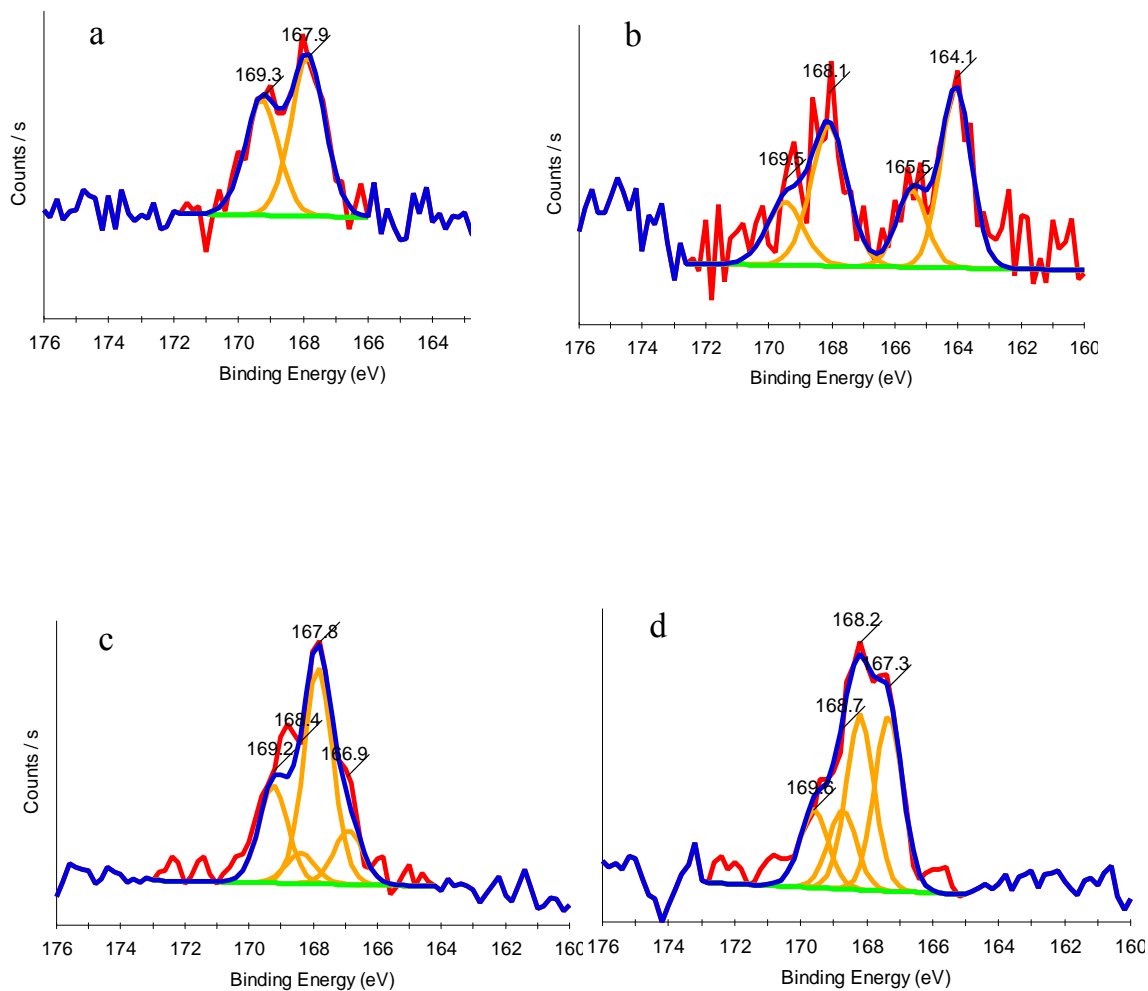 a
169.3
167.9
Counts / s
176 174 172 170 168 166 164
Binding Energy (eV)
b
169.5
168.1
165.5
164.1
Counts / s
176 174 172 170 168 166 164 162 160
Binding Energy (eV)
c
169.2
168.4
167.8
166.9
Counts / s
176 174 172 170 168 166 164 162 160
Binding Energy (eV)
d
169.6
168.7
168.2
167.3
176 174 172 170 168 166 164 162 160
Binding Energy (eV)